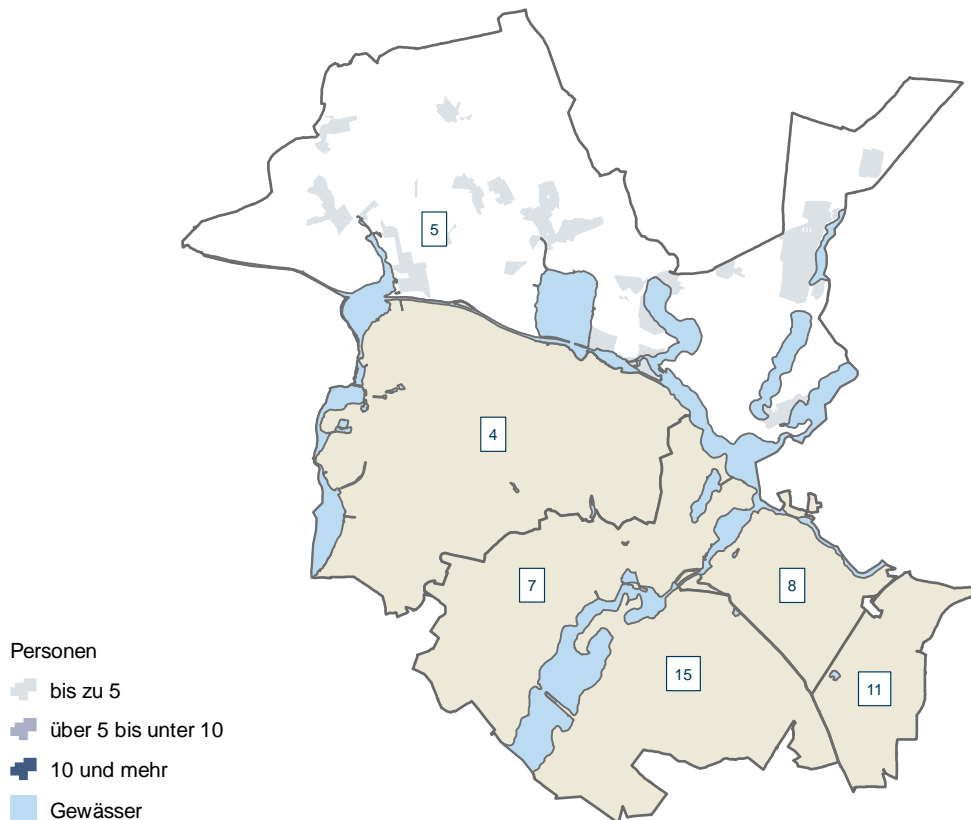 5
4
7
8
15
11
Personen
bis zu 5
über 5 bis unter 10
10 und mehr
Gewässer